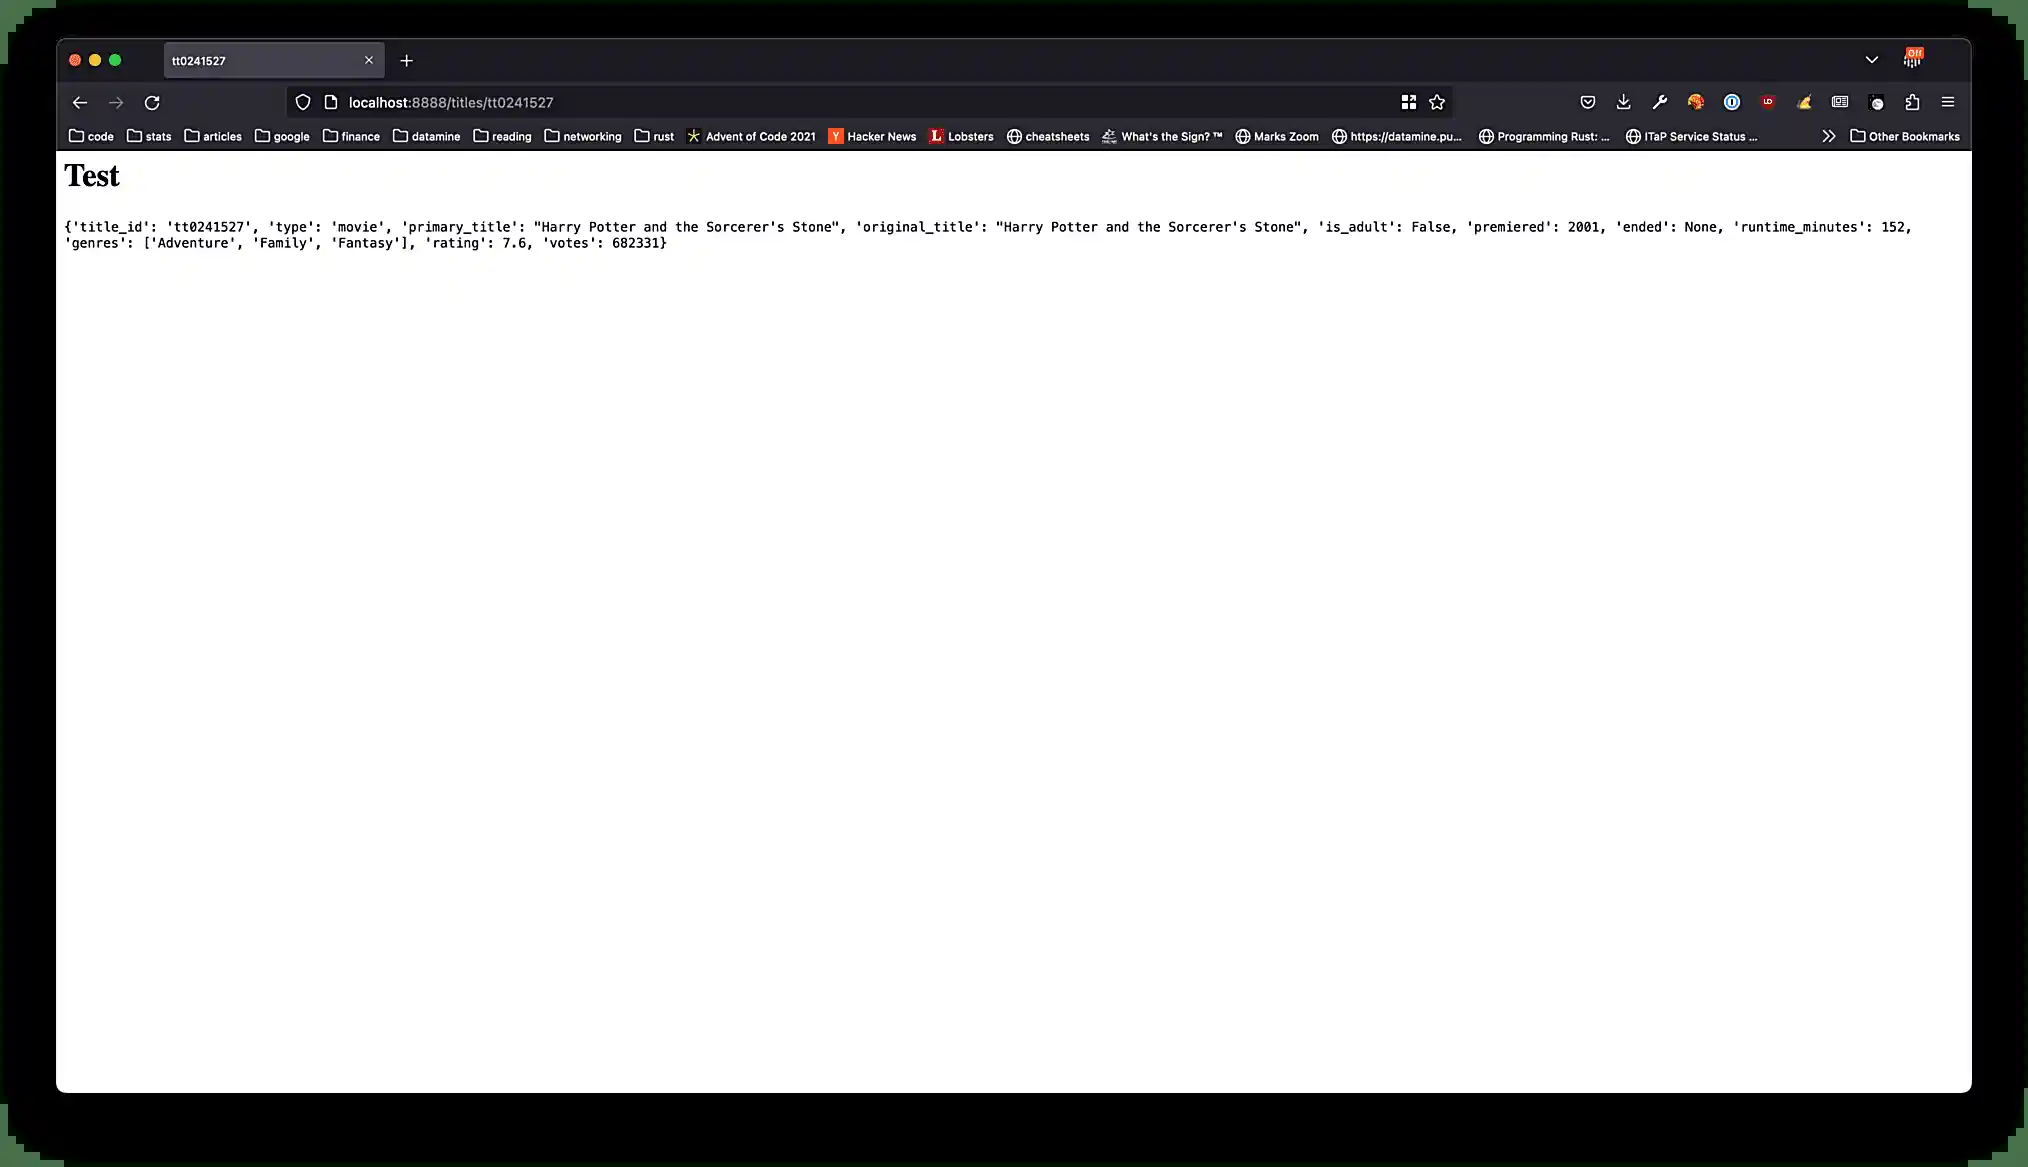 tt0241527
Off
localhost:8888/titles/tt0241527
code stats articles google finance datamine reading networking rust Advent of Code 2021 Y Hacker News L Lobsters cheatsheets What's the Sign? ™ Marks Zoom https://datamine.pu... Programming Rust: ... ITaP Service Status ... Other Bookmarks
Test
{'title_id': 'tt0241527', 'type': 'movie', 'primary_title': "Harry Potter and the Sorcerer's Stone", 'original_title': "Harry Potter and the Sorcerer's Stone", 'is_adult': False, 'premiered': 2001, 'ended': None, 'runtime_minutes': 152,
'genres': ['Adventure', 'Family', 'Fantasy'], 'rating': 7.6, 'votes': 682331}